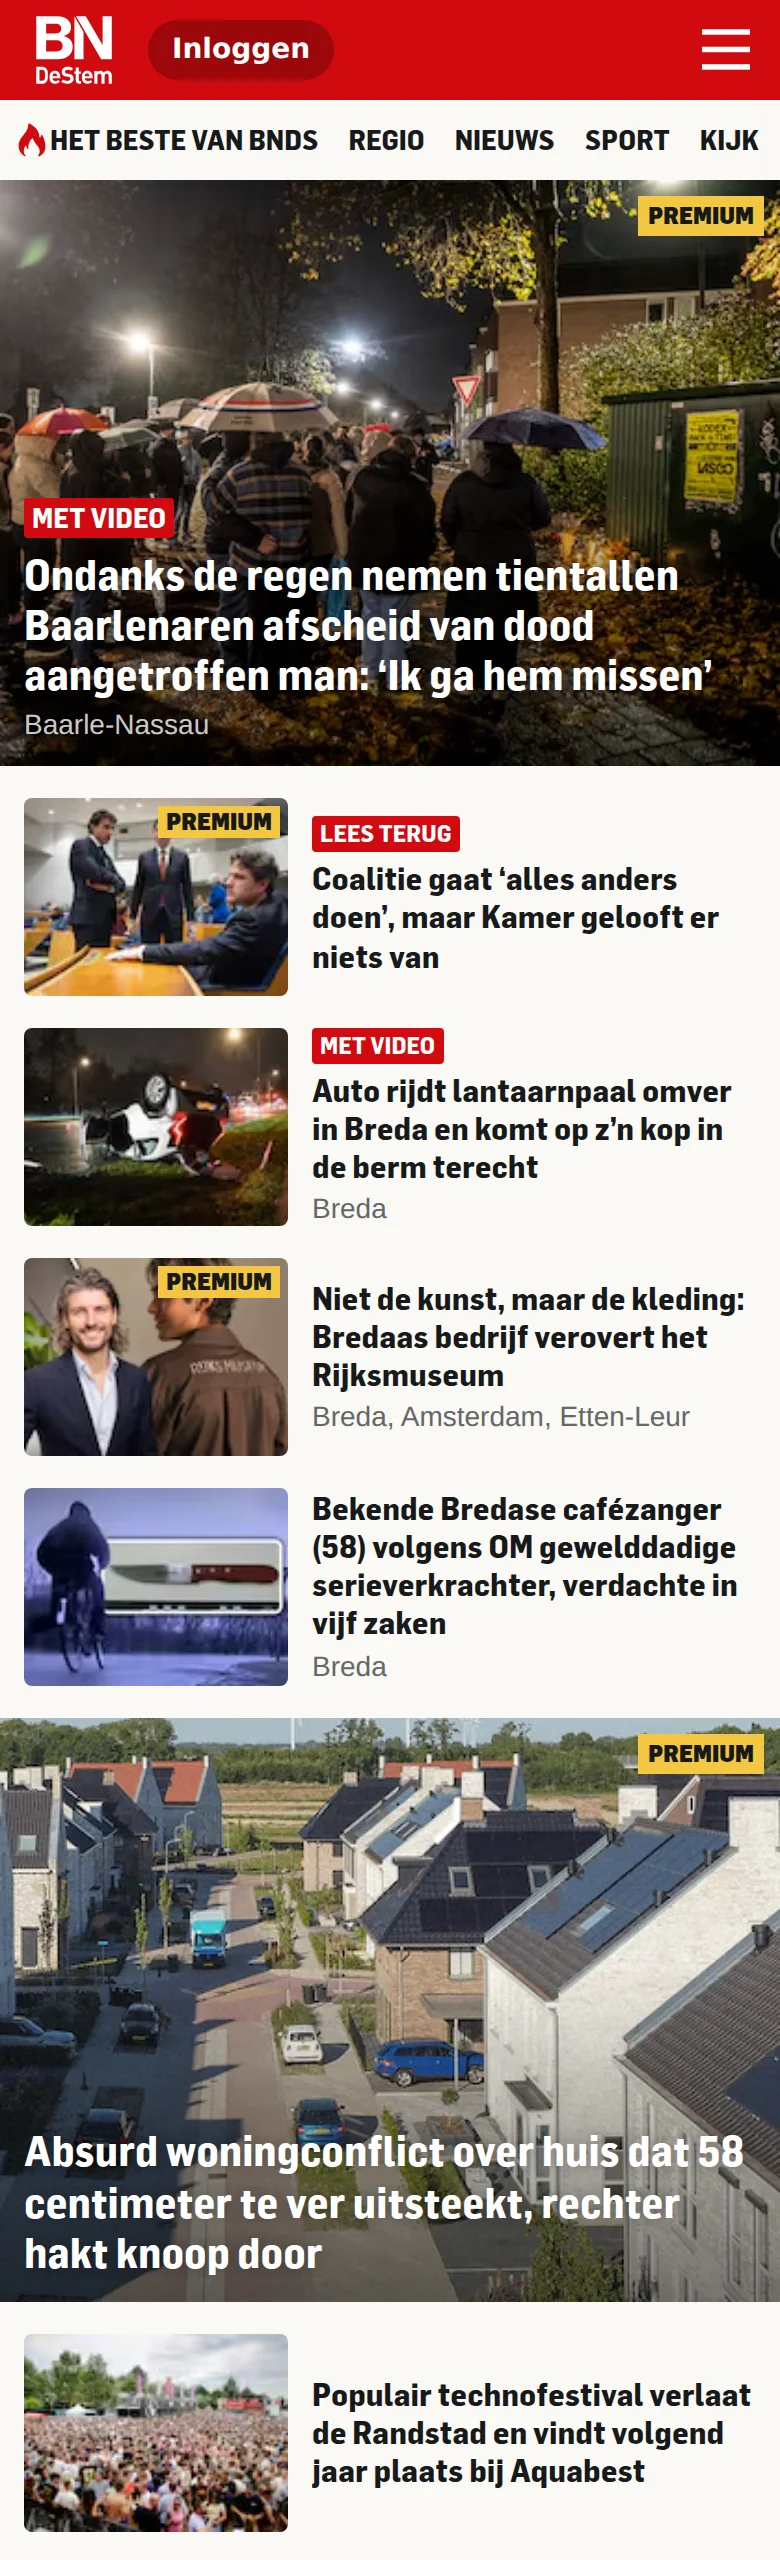 BN
DeStem
Inloggen
HET BESTE VAN BNDS REGIO NIEUWS SPORT KIJK
PREMIUM
MET VIDEO
Ondanks de regen nemen tientallen
Baarlenaren afscheid van dood
aangetroffen man: ‘Ik ga hem missen’
Baarle-Nassau
PREMIUM
LEES TERUG
Coalitie gaat ‘alles anders
doen’, maar Kamer gelooft er
niets van
MET VIDEO
Auto rijdt lantaarnpaal omver
in Breda en komt op z’n kop in
de berm terecht
Breda
PREMIUM
RIJKSMUSEUM
Niet de kunst, maar de kleding:
Bredaas bedrijf verovert het
Rijksmuseum
Breda, Amsterdam, Etten-Leur
Bekende Bredase cafézanger
(58) volgens OM gewelddadige
serieverkrachter, verdachte in
vijf zaken
Breda
PREMIUM
Absurd woningconflict over huis dat 58
centimeter te ver uitsteekt, rechter
hakt knoop door
Populair technofestival verlaat
de Randstad en vindt volgend
jaar plaats bij Aquabest